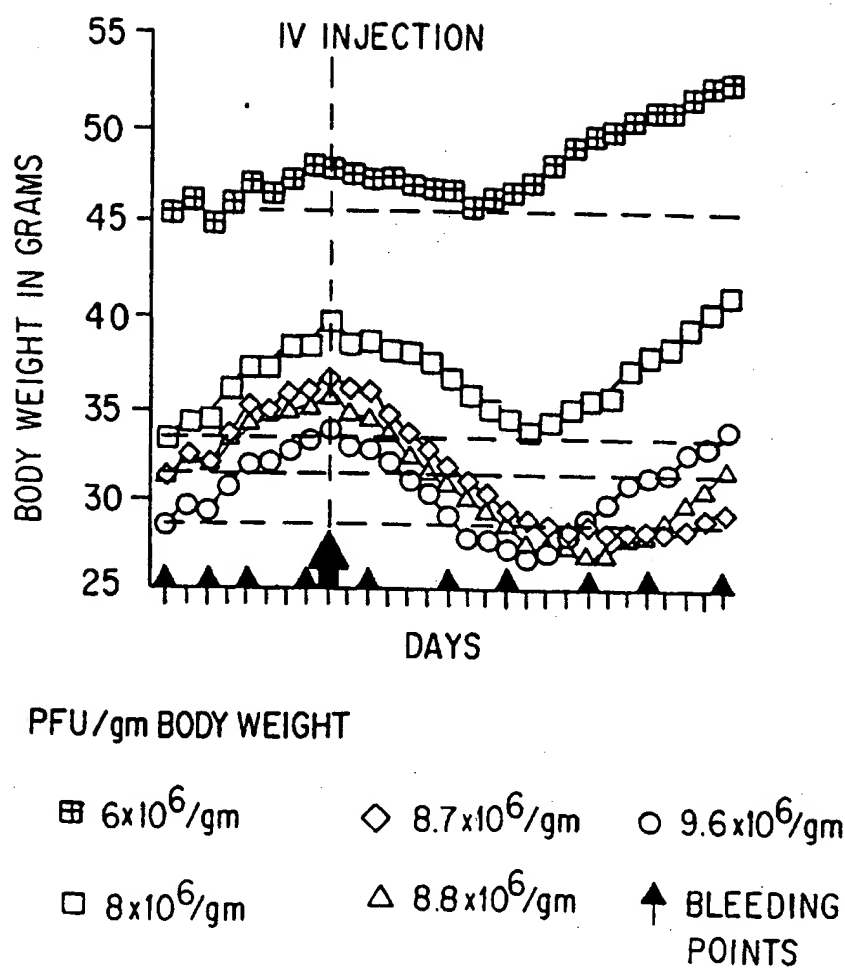 IV INJECTION
55
50
45
40
35
30
25
BODY WEIGHT IN GRAMS
DAYS
PFU/gm BODY WEIGHT
6x10⁶/gm
8.7x10⁶/gm
9.6x10⁶/gm
8x10⁶/gm
8.8x10⁶/gm
BLEEDING
POINTS